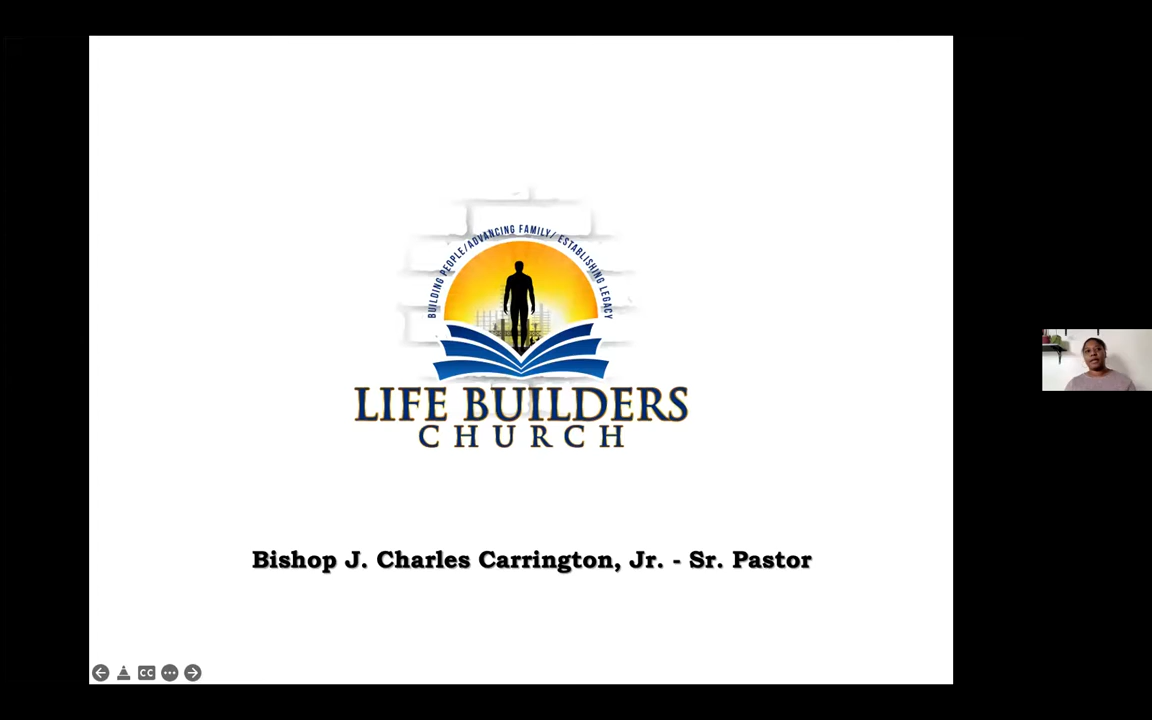 BUILDING PEOPLE/ADVANCING FAMILY/ ESTABLISHING LEGACY
LIFE BUILDERS
CHURCH
Bishop J. Charles Carrington, Jr. - Sr. Pastor
CC